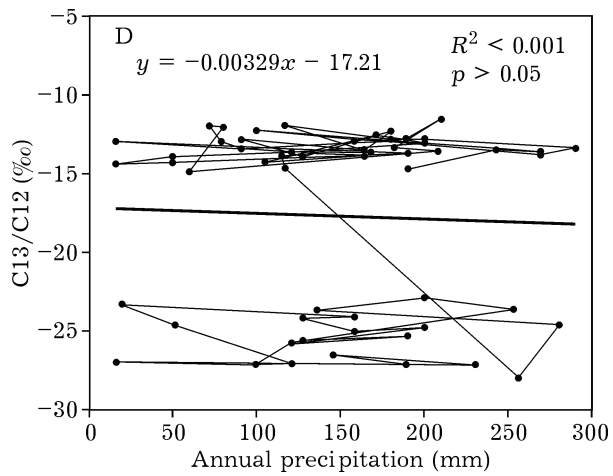 D
y = −0.00329x − 17.21
R² < 0.001
p > 0.05
C13/C12 (‰)
−5
−10
−15
−20
−25
−30
0 50 100 150 200 250 300
Annual precipitation (mm)